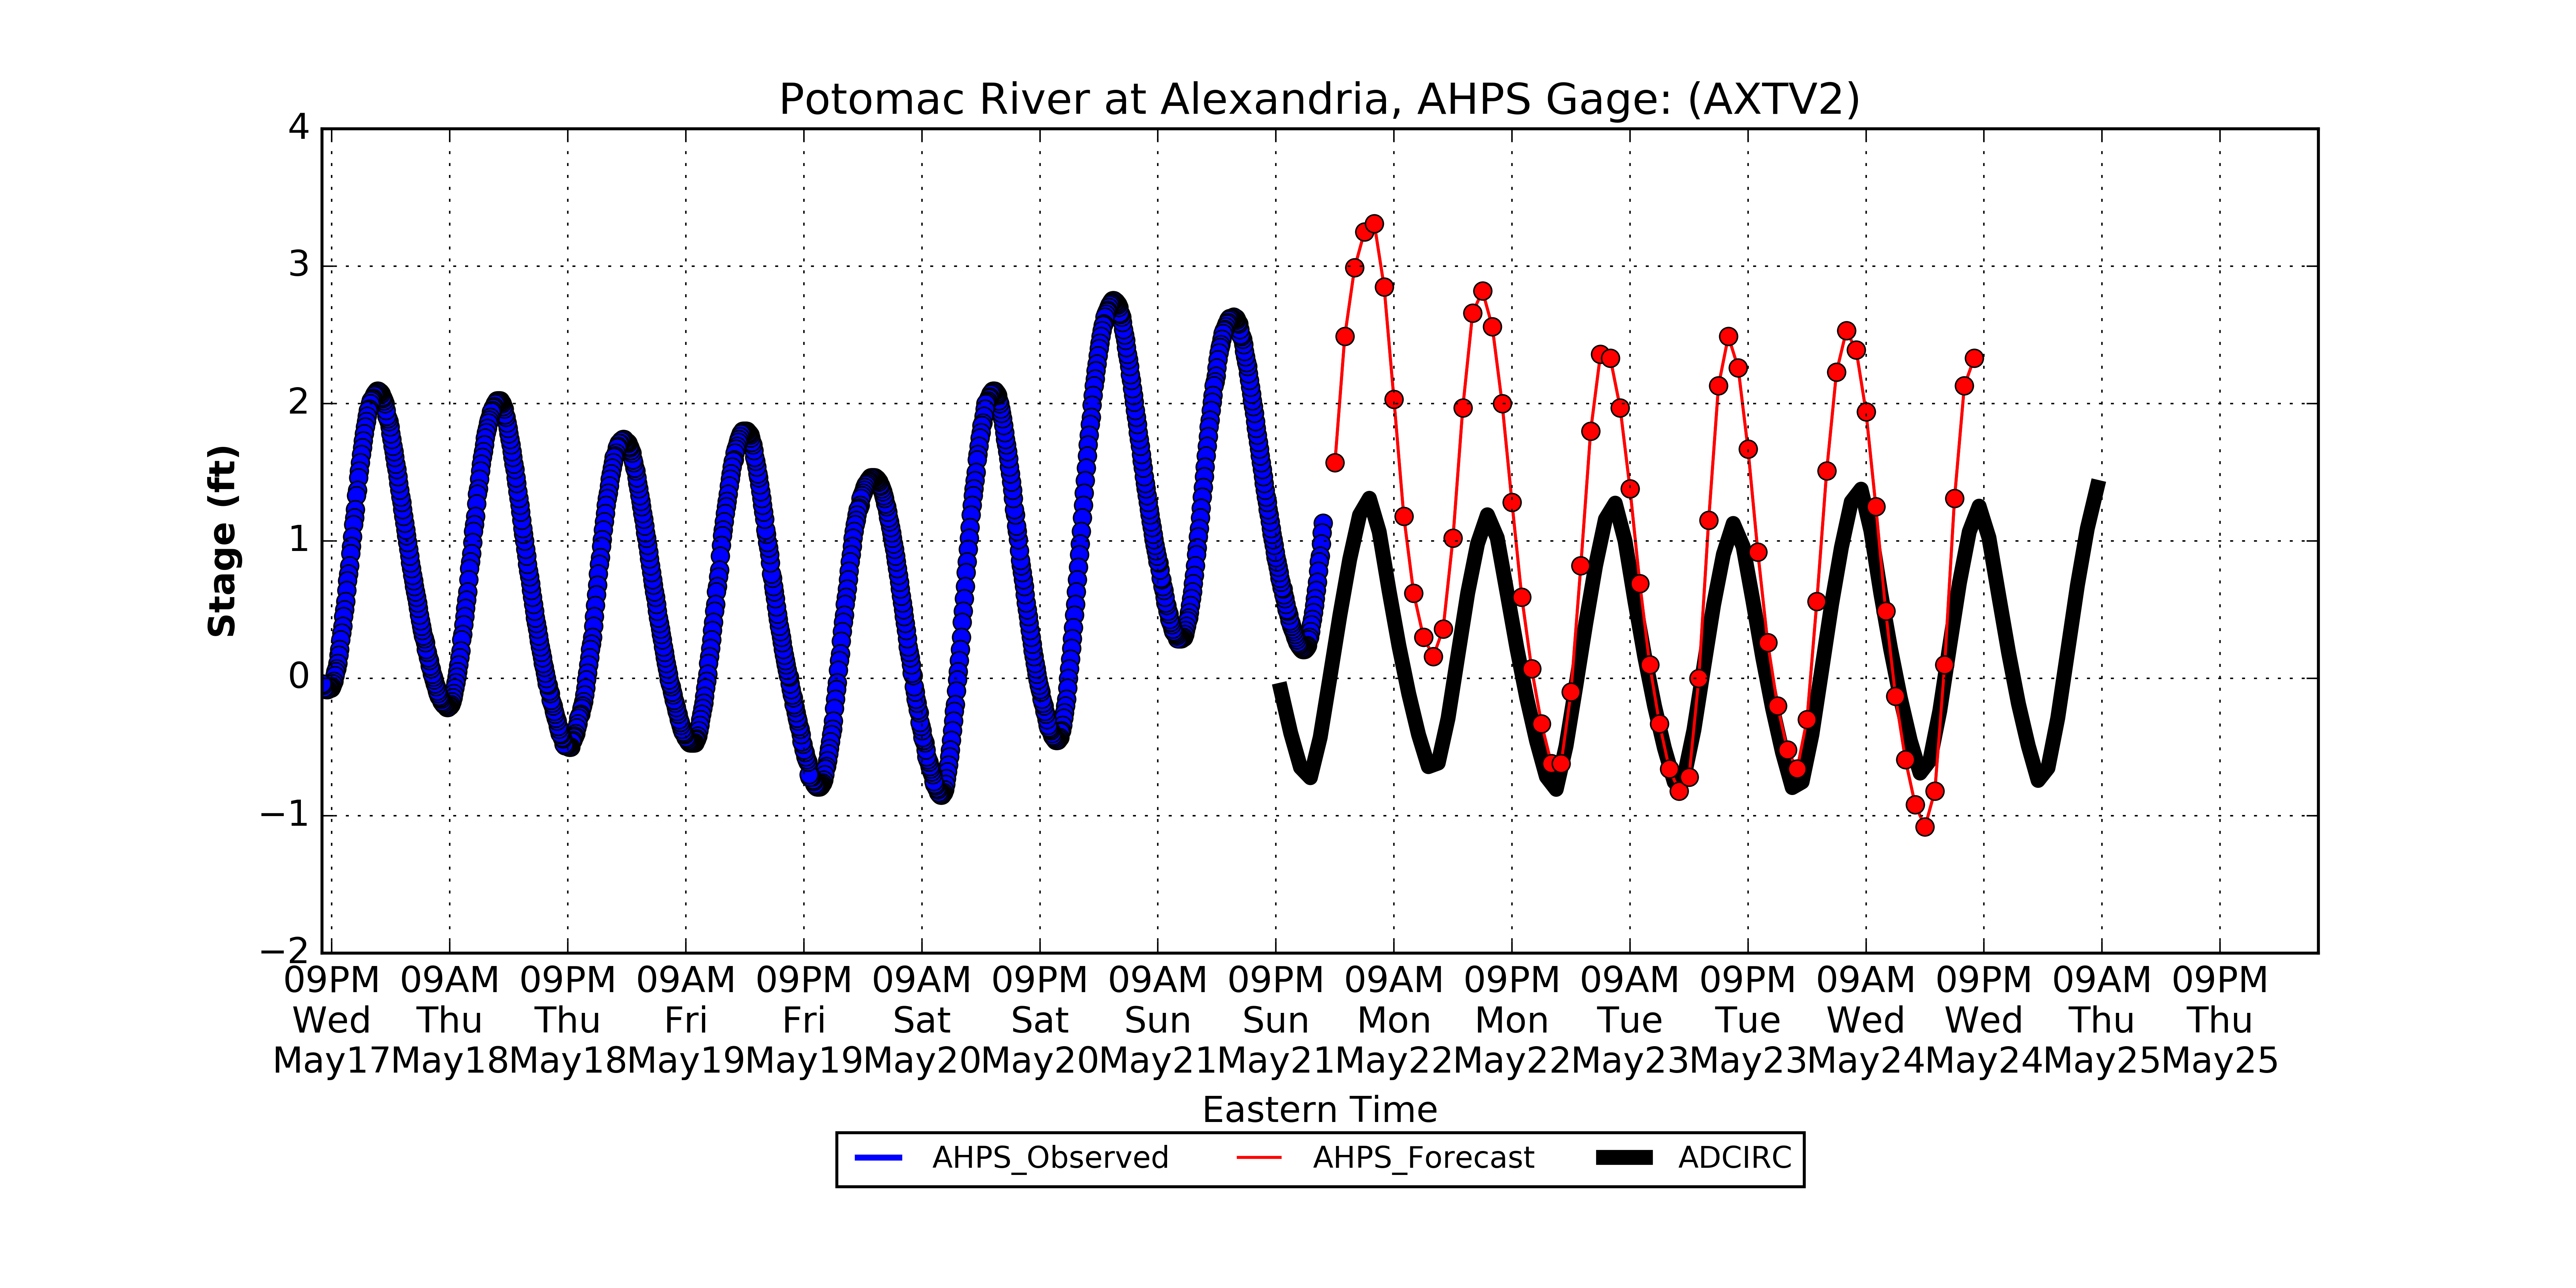 Potomac River at Alexandria, AHPS Gage: (AXTV2)
4
3
2
1
0
−1
−2
Stage (ft)
09PM 09AM 09PM 09AM 09PM 09AM 09PM 09AM 09PM 09AM 09PM 09AM 09PM 09AM 09PM 09AM 09PM
Wed Thu Thu Fri Fri Sat Sat Sun Sun Mon Mon Tue Tue Wed Wed Thu Thu
May17 May18 May18 May19 May19 May20 May20 May21 May21 May22 May22 May23 May23 May24 May24 May25 May25
Eastern Time
AHPS_Observed AHPS_Forecast ADCIRC